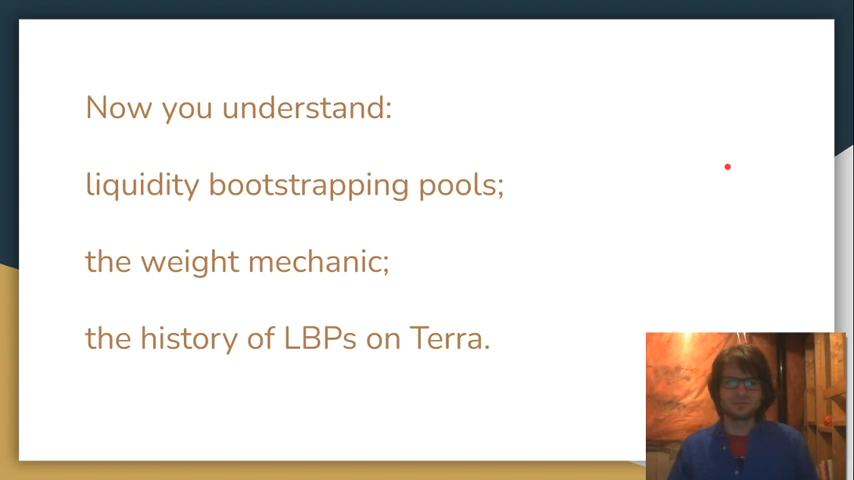 Now you understand:
liquidity bootstrapping pools;
the weight mechanic;
the history of LBPs on Terra.